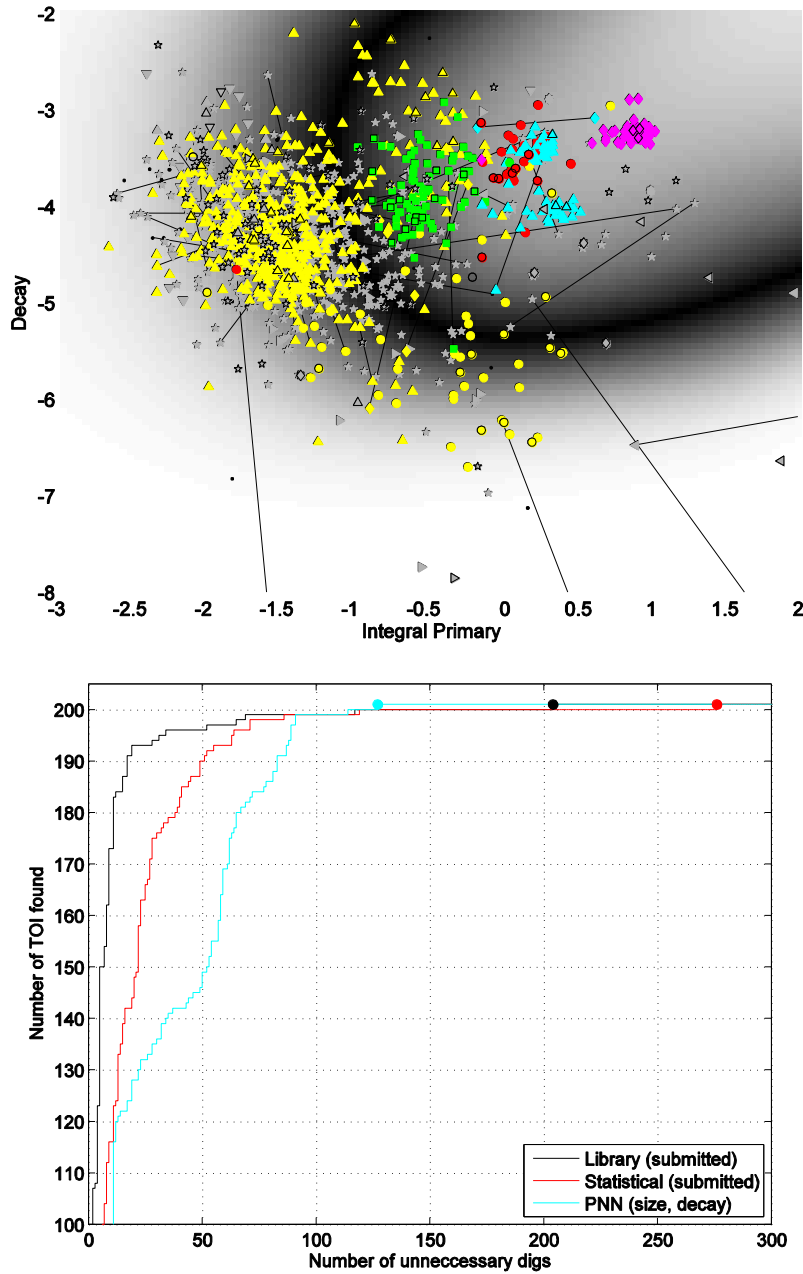 -2
-3
-4
-5
-6
-7
-8
Decay
-3 -2.5 -2 -1.5 -1 -0.5 0 0.5 1 1.5 2
Integral Primary
200
190
180
170
160
150
140
130
120
110
100
Number of TOI found
Library (submitted)
Statistical (submitted)
PNN (size, decay)
0 50 100 150 200 250 300
Number of unneccessary digs